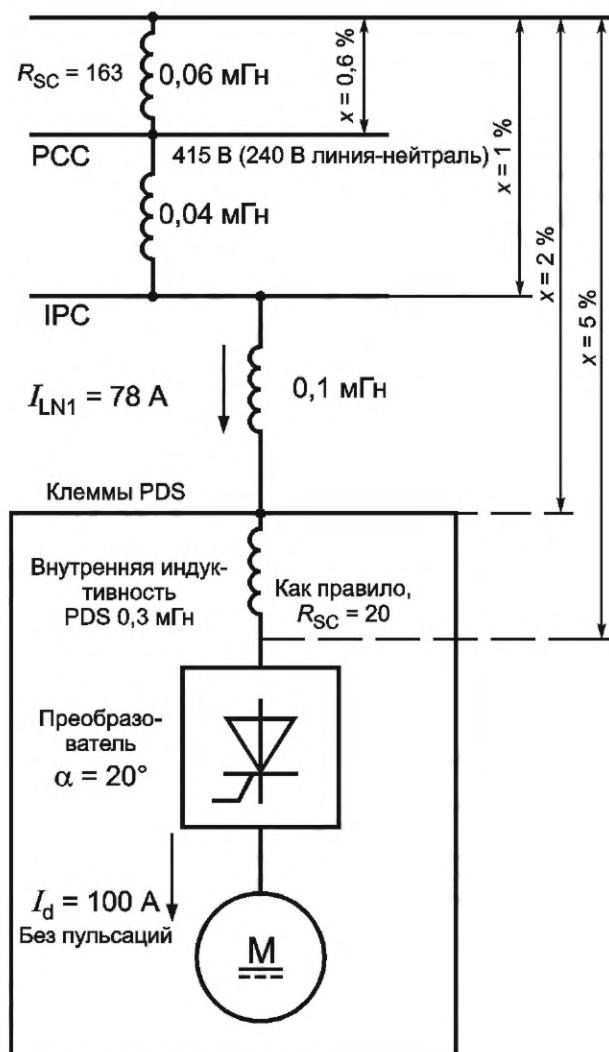 R_SC = 163
0,06 мГн
x = 0,6 %
PCC
415 В (240 В линия-нейтраль)
x = 1 %
0,04 мГн
x = 2 %
x = 5 %
IPC
I_LN1 = 78 А
0,1 мГн
Клеммы PDS
Внутренняя индук-
тивность
PDS 0,3 мГн
Как правило,
R_SC = 20
Преобразо-
ватель
α = 20°
I_d = 100 А
Без пульсаций
М